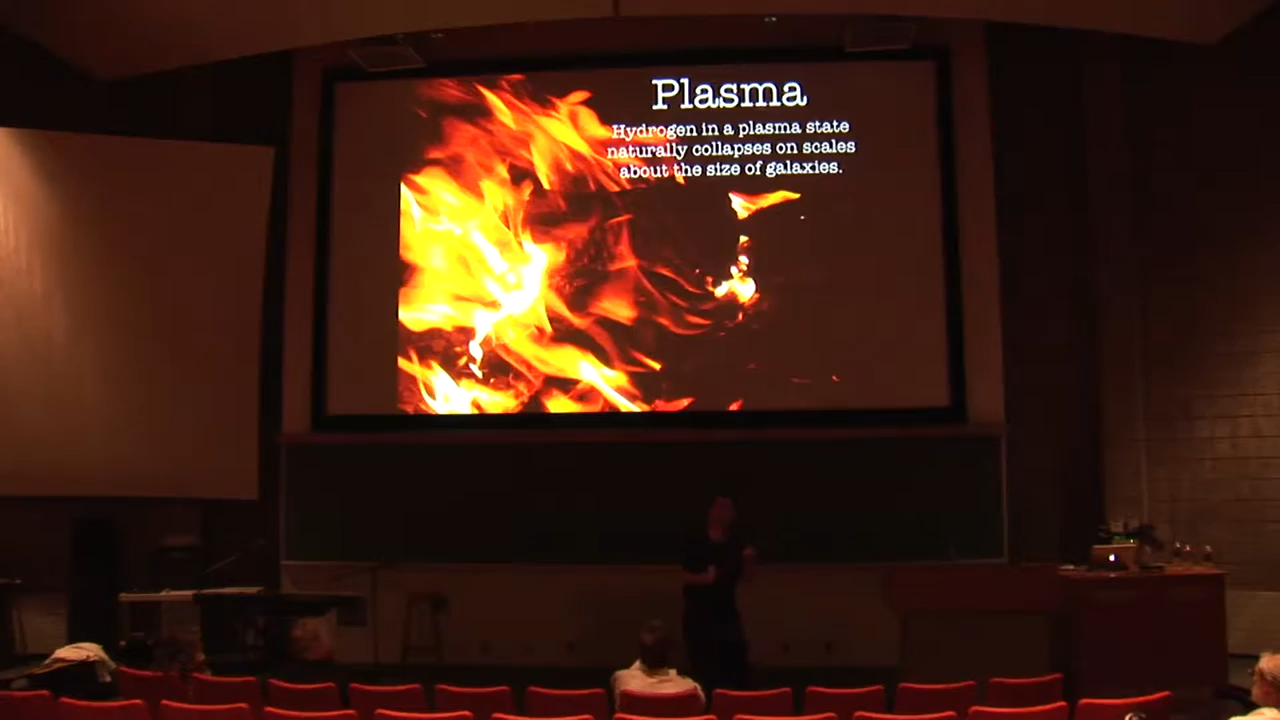 Plasma
Hydrogen in a plasma state
naturally collapses on scales
about the size of galaxies.